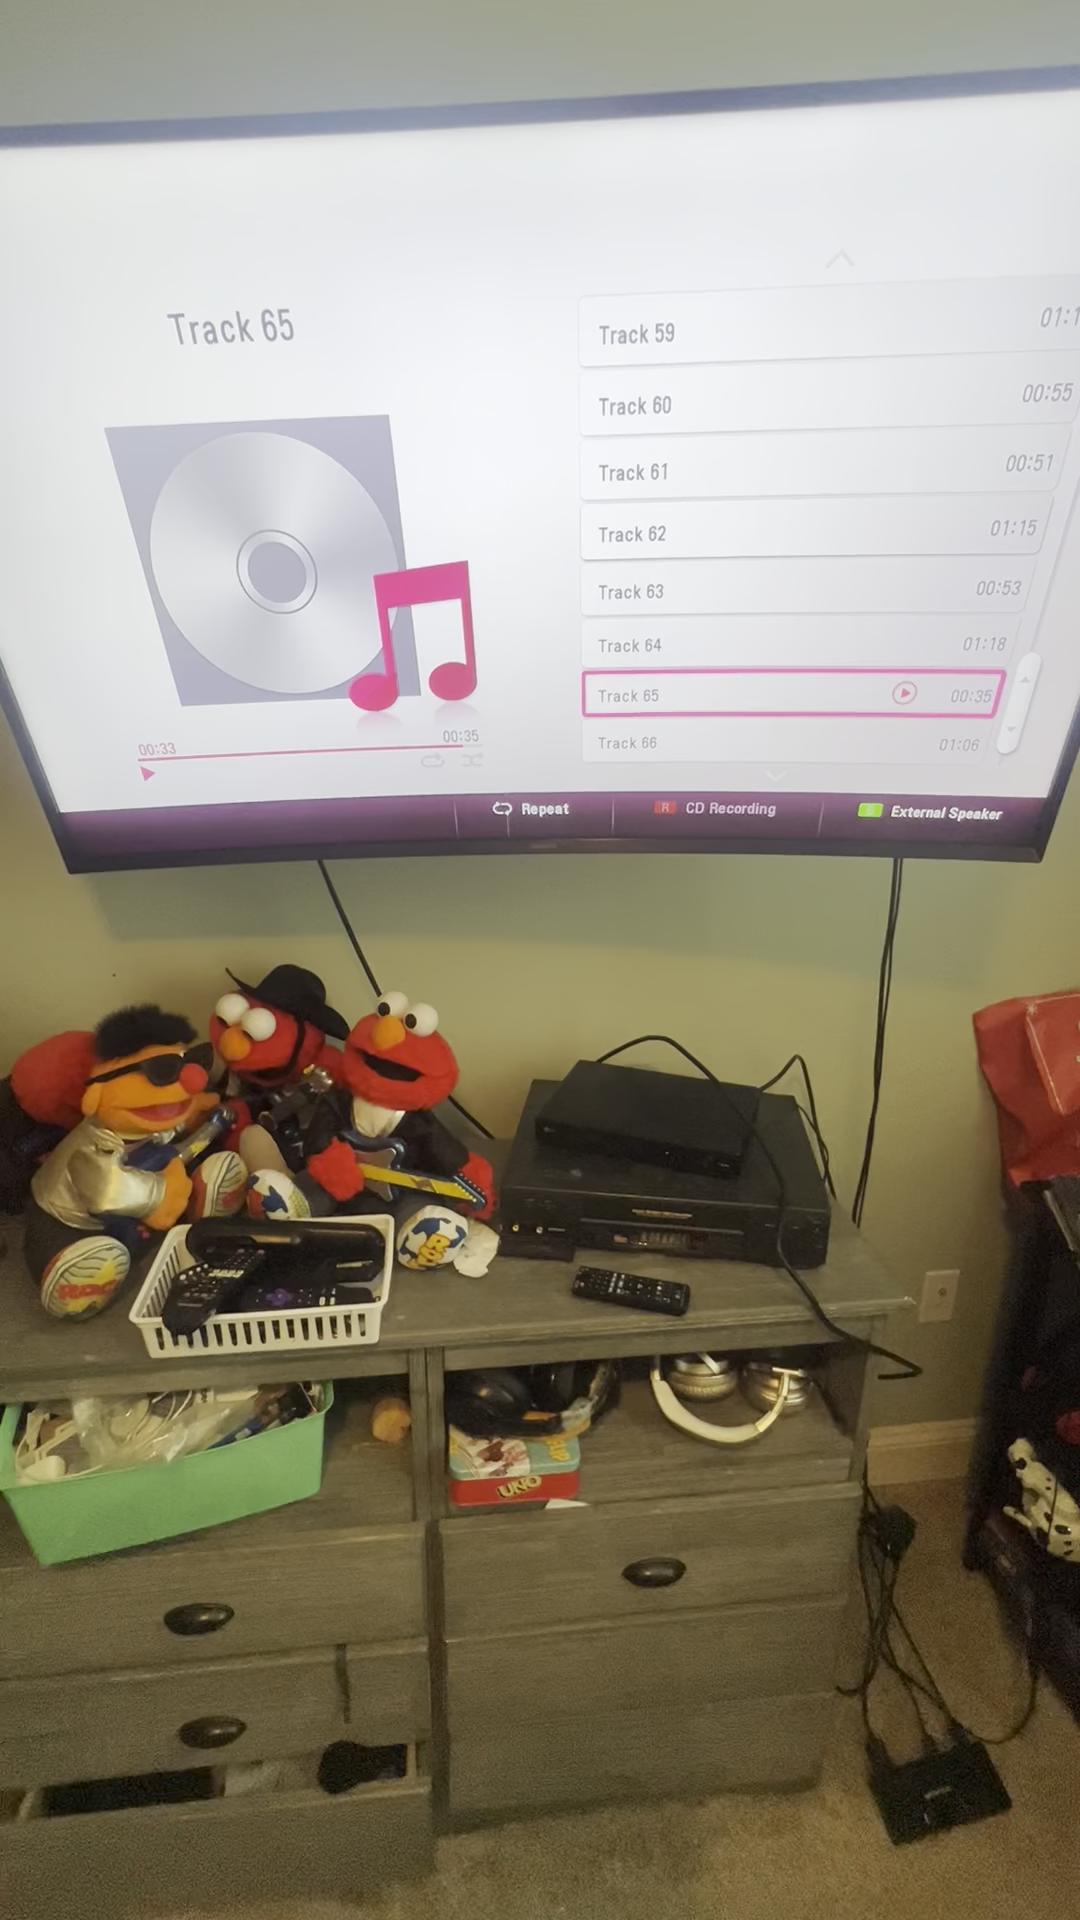 Track 65
00:33
00:35
Track 59
Track 60 00:55
Track 61 00:51
Track 62 01:15
Track 63 00:53
Track 64 01:18
Track 65 00:35
Track 66 01:06
Repeat
R CD Recording
External Speaker
UNO